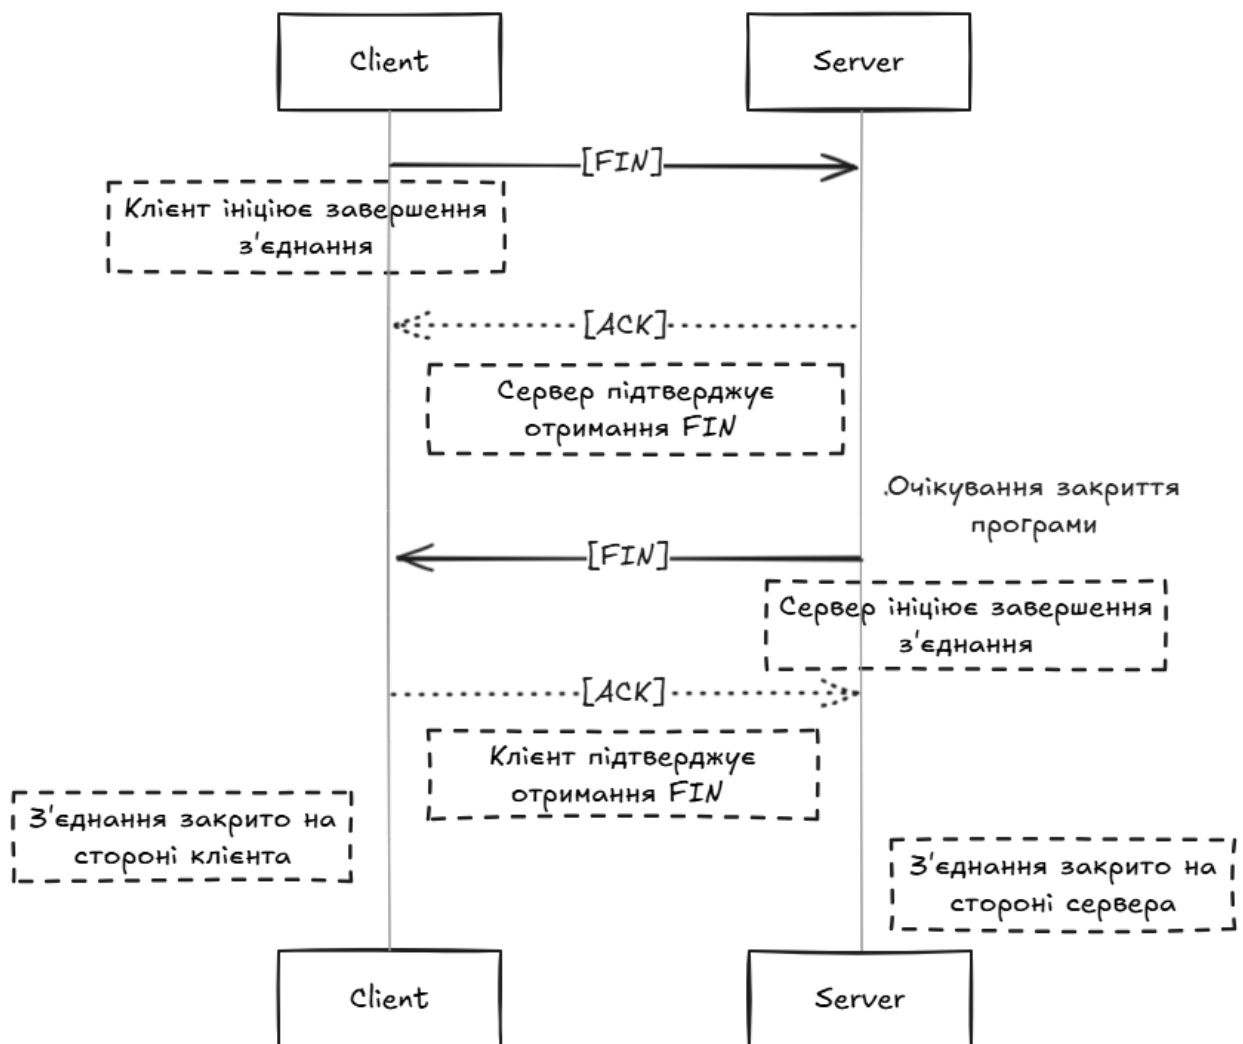 Client
Server
[FIN]
Клієнт ініціює завершення
з'єднання
[ACK]
Сервер підтверджує
отримання FIN
.Очікування закриття
програми
[FIN]
Сервер ініціює завершення
з'єднання
[ACK]
Клієнт підтверджує
отримання FIN
З'єднання закрито на
стороні клієнта
З'єднання закрито на
стороні сервера
Client
Server